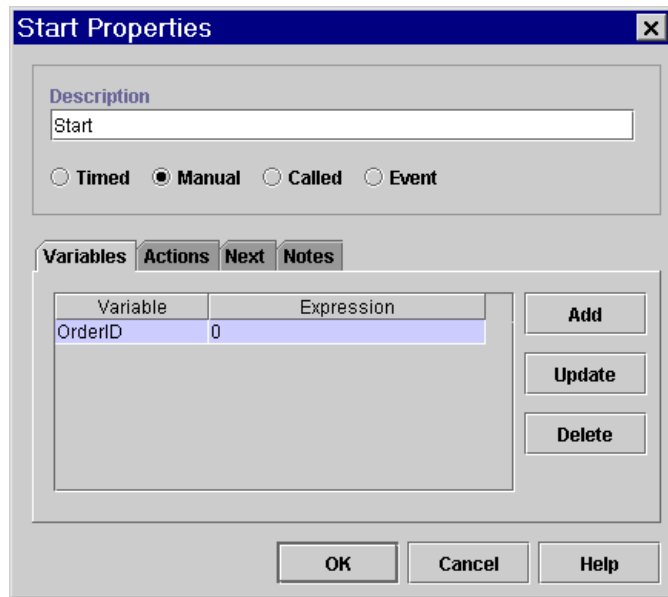 Start Properties
Description
Start
Timed Manual Called Event
Variables Actions Next Notes
Variable Expression
OrderID 0
Add
Update
Delete
OK Cancel Help